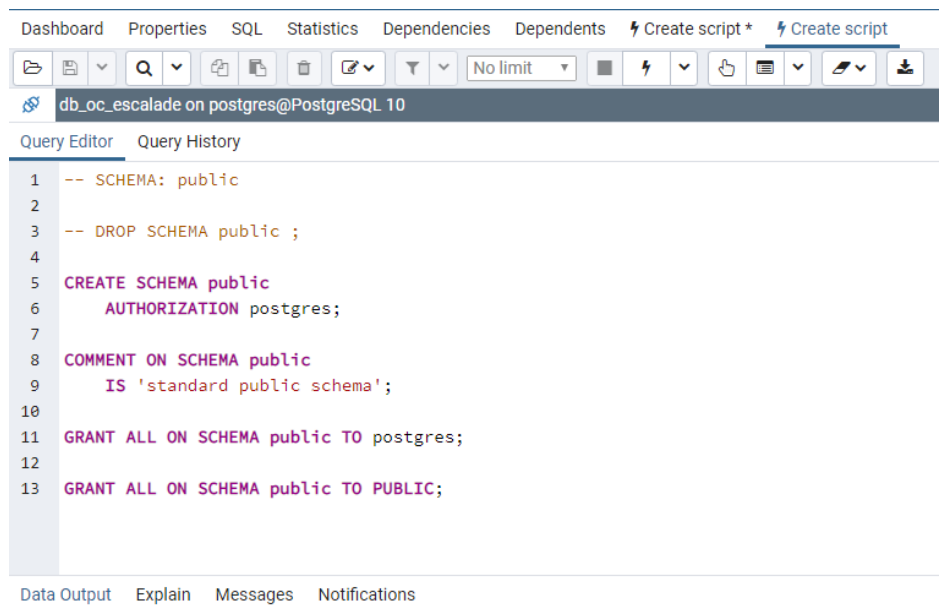 Dashboard Properties SQL Statistics Dependencies Dependents Create script * Create script
No limit
db_oc_escalade on postgres@PostgreSQL 10
Query Editor Query History
1 -- SCHEMA: public
2
3 -- DROP SCHEMA public ;
4
5 CREATE SCHEMA public
6 AUTHORIZATION postgres;
7
8 COMMENT ON SCHEMA public
9 IS 'standard public schema';
10
11 GRANT ALL ON SCHEMA public TO postgres;
12
13 GRANT ALL ON SCHEMA public TO PUBLIC;
Data Output Explain Messages Notifications